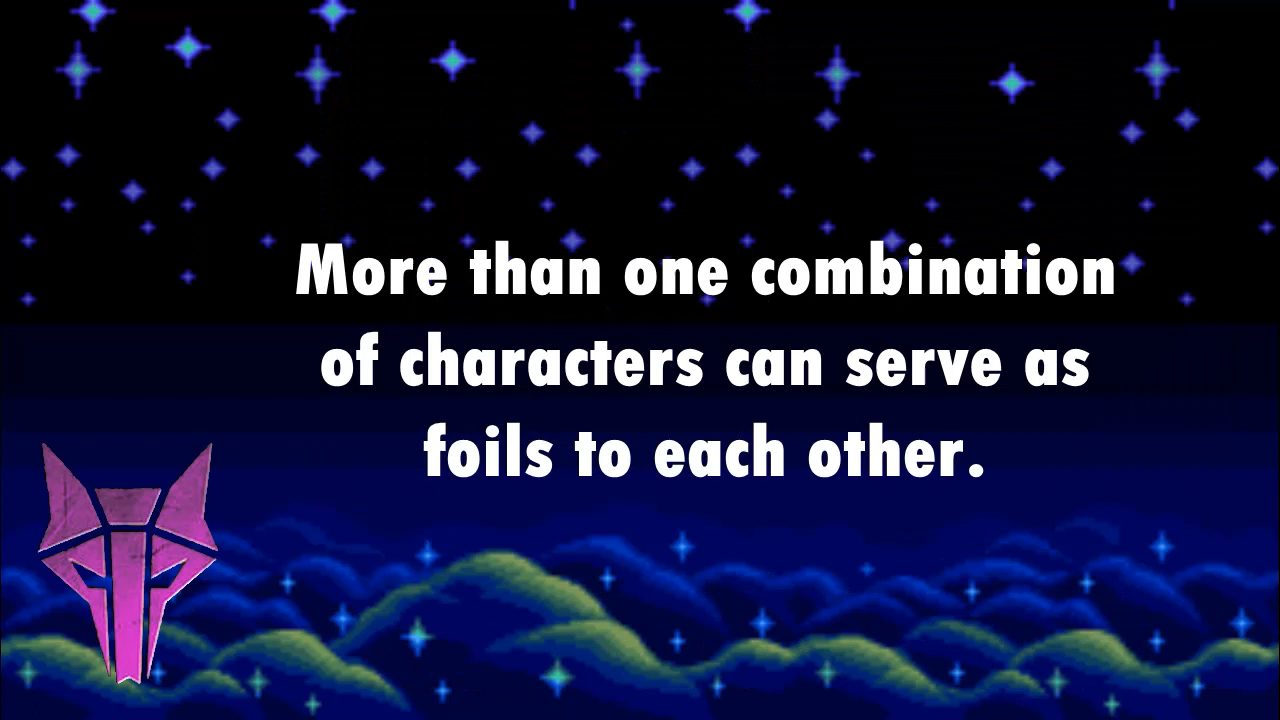 More than one combination
of characters can serve as
foils to each other.